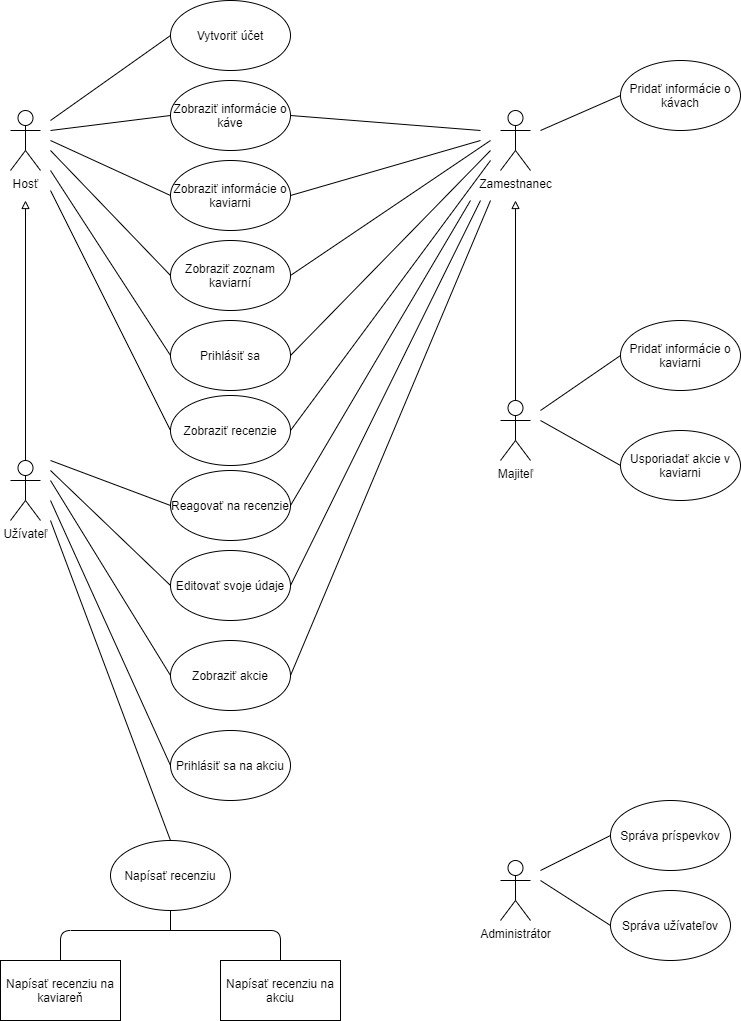 Vytvoriť účet
Zobraziť informácie o
káve
Pridať informácie o
kávach
Hosť
Zamestnanec
Zobraziť informácie o
kaviarni
Zobraziť zoznam
kaviarní
Prihlásiť sa
Pridať informácie o
kaviarni
Zobraziť recenzie
Majiteľ
Usporiadať akcie v
kaviarni
Reagovať na recenzie
Užívateľ
Editovať svoje údaje
Zobraziť akcie
Prihlásiť sa na akciu
Správa príspevkov
Napísať recenziu
Administrátor
Správa užívateľov
Napísať recenziu na
kaviareň
Napísať recenziu na
akciu